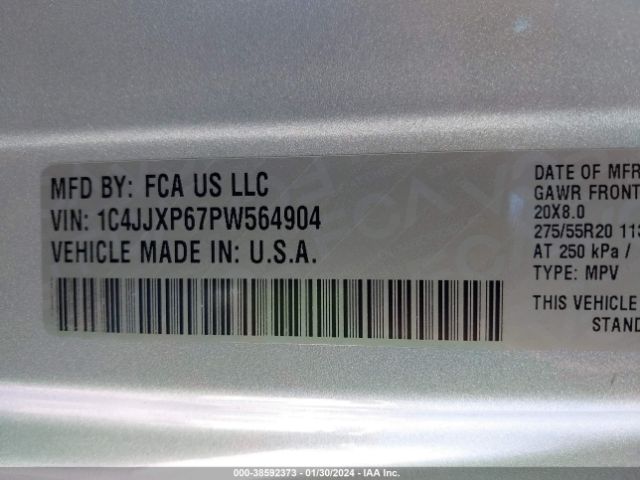 MFD BY: FCA US LLC
VIN: 1C4JJXP67PW564904
VEHICLE MADE IN: U.S.A.
DATE OF MFR
GAWR FRONT
20X8.0
275/55R20 113
AT 250 kPa /
TYPE: MPV
THIS VEHICLE
STAND
000-38592373 - 01/30/2024 - IAA Inc.